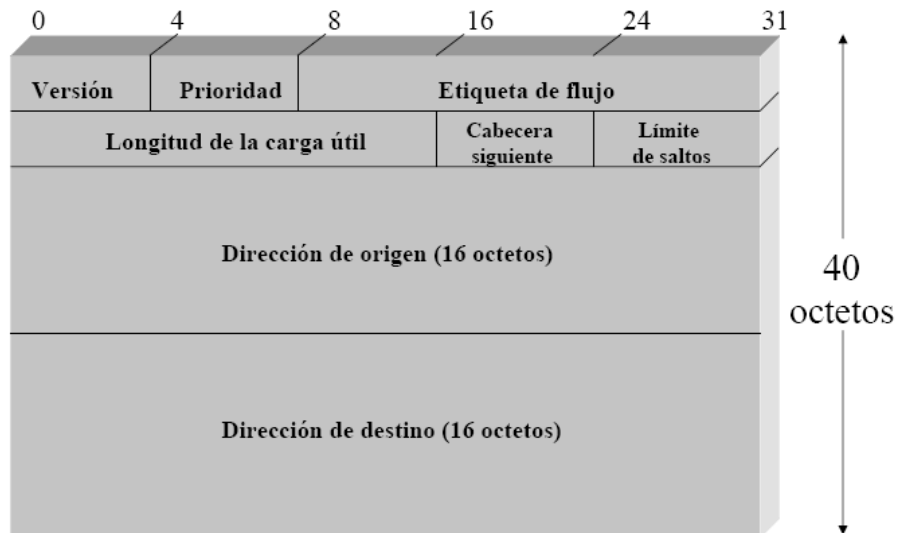 0 4 8 16 24 31
Versión Prioridad Etiqueta de flujo
Longitud de la carga útil Cabecera siguiente Límite de saltos
Dirección de origen (16 octetos)
40
octetos
Dirección de destino (16 octetos)